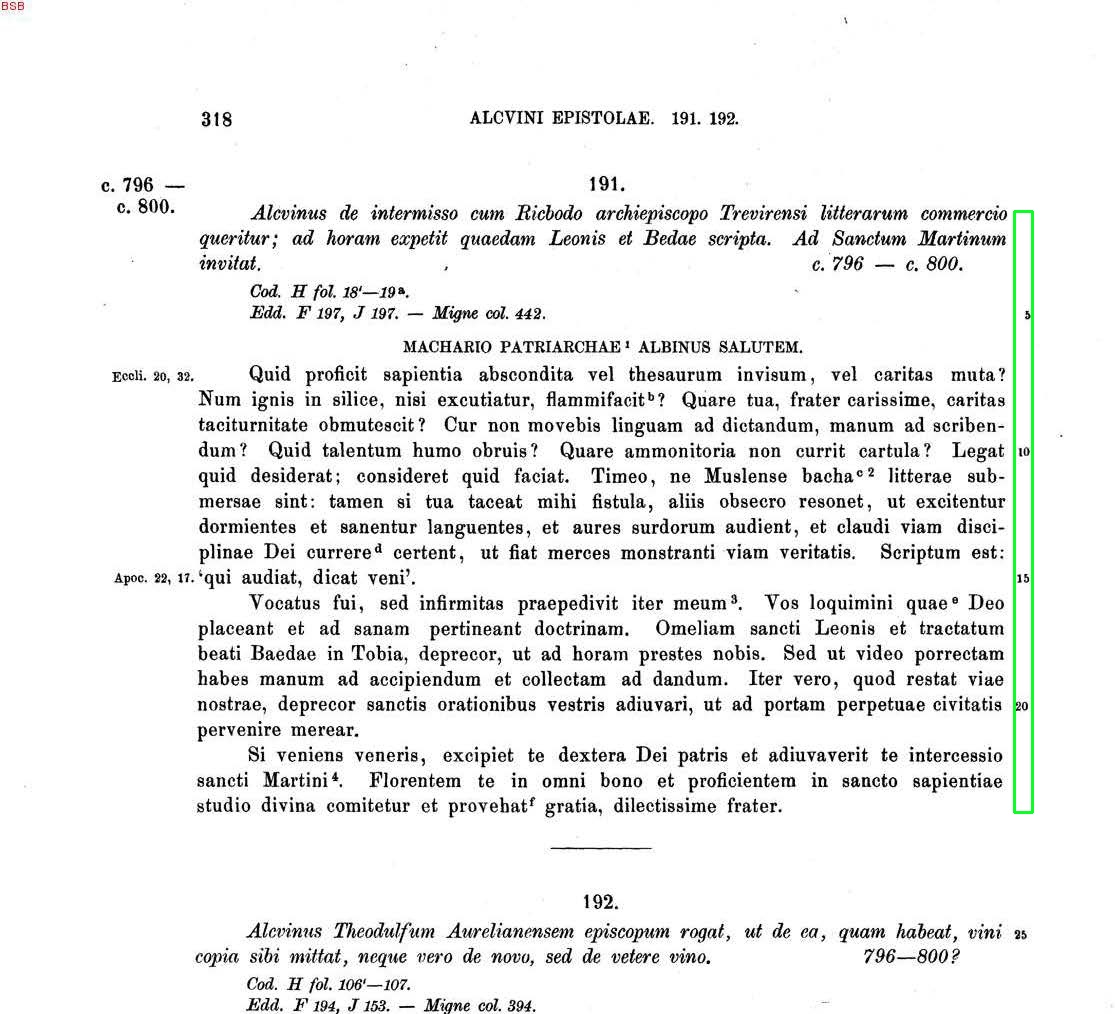 BSB
318 ALCVINI EPISTOLAE. 191. 192.
c. 796 — 191.
c. 800.
Alcvinus de intermisso cum Ricbodo archiepiscopo Trevirensi litterarum commercio
queritur; ad horam expetit quaedam Leonis et Bedae scripta. Ad Sanctum Martinum
invitat. c. 796 — c. 800.
Cod. H fol. 18'—19ª.
Edd. F 197, J 197. — Migne col. 442. 5
MACHARIO PATRIARCHAE¹ ALBINUS SALUTEM.
Eccli. 20, 32. Quid proficit sapientia abscondita vel thesaurum invisum, vel caritas muta?
Num ignis in silice, nisi excutiatur, flammifacitᵇ? Quare tua, frater carissime, caritas
taciturnitate obmutescit? Cur non movebis linguam ad dictandum, manum ad scriben-
dum? Quid talentum humo obruis? Quare ammonitoria non currit cartula? Legat 10
quid desiderat; consideret quid faciat. Timeo, ne Muslense bachaᶜ ² litterae sub-
mersae sint: tamen si tua taceat mihi fistula, aliis obsecro resonet, ut excitentur
dormientes et sanentur languentes, et aures surdorum audient, et claudi viam disci-
plinae Dei currereᵈ certent, ut fiat merces monstranti viam veritatis. Scriptum est:
Apoc. 22, 17. ‘qui audiat, dicat veni’. 15
Vocatus fui, sed infirmitas praepedivit iter meum³. Vos loquimini quaeᵉ Deo
placeant et ad sanam pertineant doctrinam. Omeliam sancti Leonis et tractatum
beati Baedae in Tobia, deprecor, ut ad horam prestes nobis. Sed ut video porrectam
habes manum ad accipiendum et collectam ad dandum. Iter vero, quod restat viae
nostrae, deprecor sanctis orationibus vestris adiuvari, ut ad portam perpetuae civitatis 20
pervenire merear.
Si veniens veneris, excipiet te dextera Dei patris et adiuvaverit te intercessio
sancti Martini⁴. Florentem te in omni bono et proficientem in sancto sapientiae
studio divina comitetur et provehatᶠ gratia, dilectissime frater.
192.
Alcvinus Theodulfum Aurelianensem episcopum rogat, ut de ea, quam habeat, vini 25
copia sibi mittat, neque vero de novo, sed de vetere vino. 796—800?
Cod. H fol. 106'—107.
Edd. F 194, J 153. — Migne col. 394.